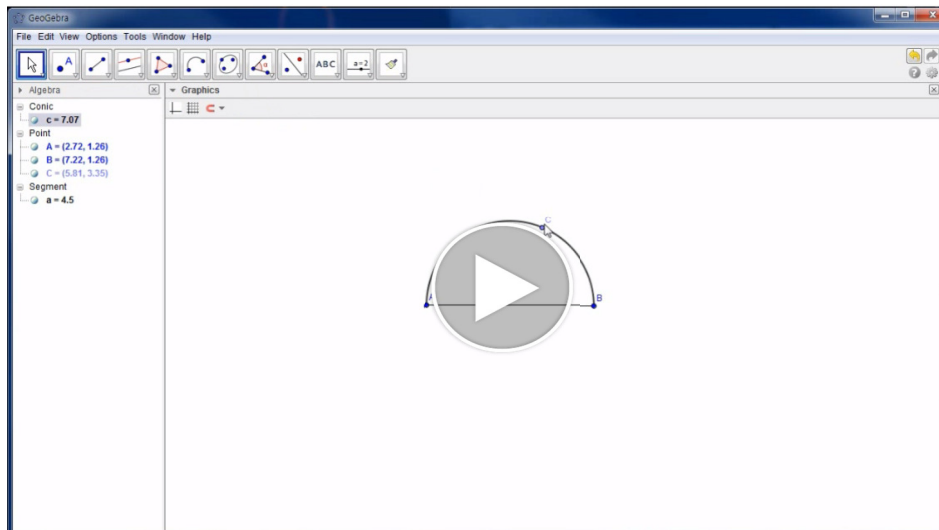 GeoGebra
File Edit View Options Tools Window Help
A
α
ABC
a=2
Algebra
Graphics
Conic
c = 7.07
Point
A = (2.72, 1.26)
B = (7.22, 1.26)
C = (5.81, 3.35)
Segment
a = 4.5
C
A
B